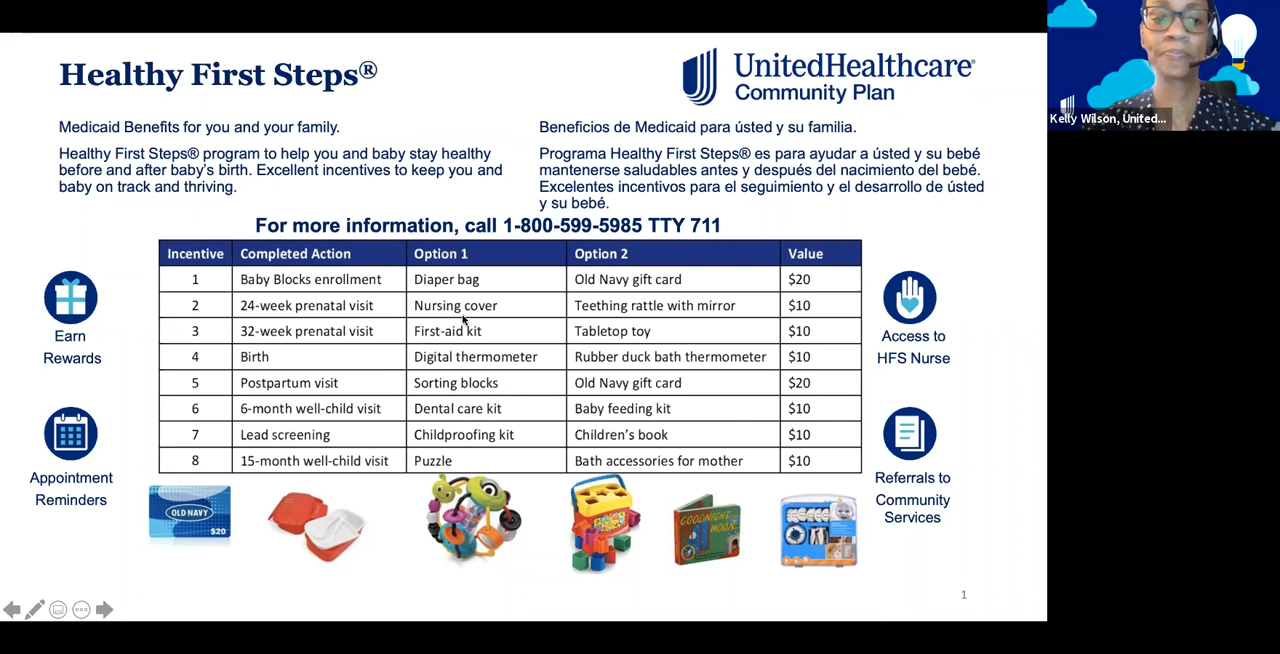 Healthy First Steps®
UnitedHealthcare®
Community Plan
Kelly Wilson, United...
Medicaid Benefits for you and your family.
Healthy First Steps® program to help you and baby stay healthy
before and after baby's birth. Excellent incentives to keep you and
baby on track and thriving.
Beneficios de Medicaid para ústed y su familia.
Programa Healthy First Steps® es para ayudar a ústed y su bebé
mantenerse saludables antes y después del nacimiento del bebé.
Excelentes incentivos para el seguimiento y el desarrollo de ústed
y su bebé.
For more information, call 1-800-599-5985 TTY 711
Incentive Completed Action Option 1 Option 2 Value
1 Baby Blocks enrollment Diaper bag Old Navy gift card $20
2 24-week prenatal visit Nursing cover Teething rattle with mirror $10
3 32-week prenatal visit First-aid kit Tabletop toy $10
4 Birth Digital thermometer Rubber duck bath thermometer $10
5 Postpartum visit Sorting blocks Old Navy gift card $20
6 6-month well-child visit Dental care kit Baby feeding kit $10
7 Lead screening Childproofing kit Children's book $10
8 15-month well-child visit Puzzle Bath accessories for mother $10
Earn
Rewards
Appointment
Reminders
Access to
HFS Nurse
Referrals to
Community
Services
OLD NAVY
$20
GOODNIGHT
MOON
1